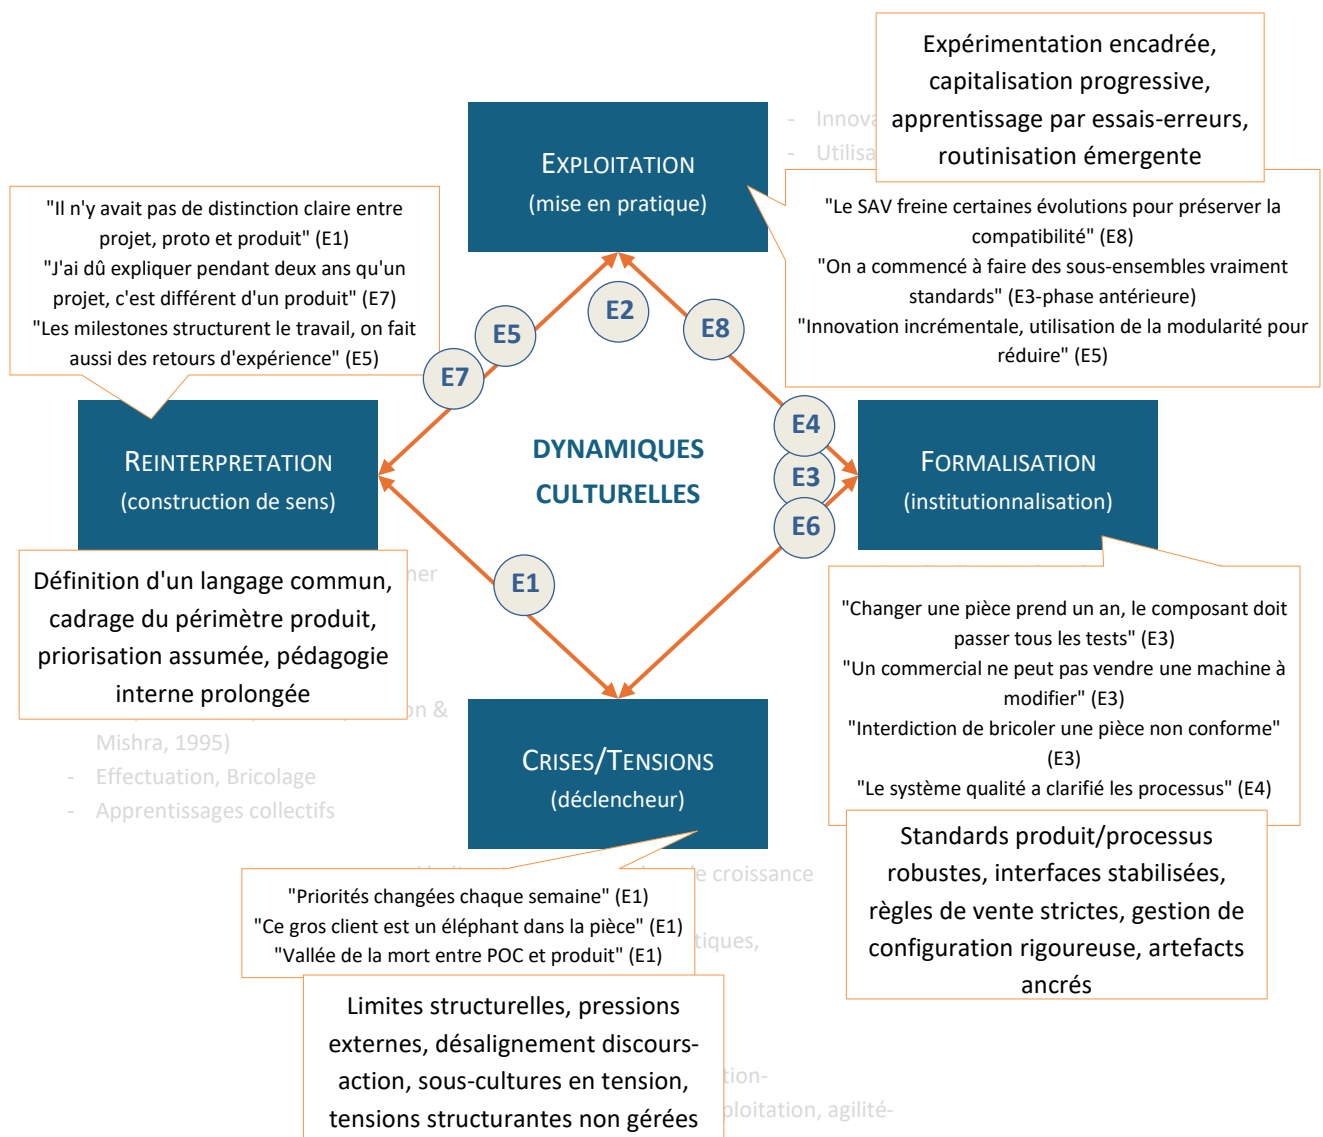 Expérimentation encadrée,
capitalisation progressive,
apprentissage par essais-erreurs,
routinisation émergente
EXPLOITATION
(mise en pratique)
"Il n'y avait pas de distinction claire entre
projet, proto et produit" (E1)
"J'ai dû expliquer pendant deux ans qu'un
projet, c'est différent d'un produit" (E7)
"Les milestones structurent le travail, on fait
aussi des retours d'expérience" (E5)
"Le SAV freine certaines évolutions pour préserver la
compatibilité" (E8)
"On a commencé à faire des sous-ensembles vraiment
standards" (E3-phase antérieure)
"Innovation incrémentale, utilisation de la modularité pour
réduire" (E5)
E2
E5
E8
E7
E4
E3
E6
E1
DYNAMIQUES
CULTURELLES
REINTERPRETATION
(construction de sens)
FORMALISATION
(institutionnalisation)
Définition d'un langage commun,
cadrage du périmètre produit,
priorisation assumée, pédagogie
interne prolongée
&
Mishra, 1995)
- Effectuation, Bricolage
- Apprentissages collectifs
CRISES/TENSIONS
(déclencheur)
"Changer une pièce prend un an, le composant doit
passer tous les tests" (E3)
"Un commercial ne peut pas vendre une machine à
modifier" (E3)
"Interdiction de bricoler une pièce non conforme"
(E3)
"Le système qualité a clarifié les processus" (E4)
Standards produit/processus
robustes, interfaces stabilisées,
règles de vente strictes, gestion de
configuration rigoureuse, artefacts
ancrés
croissance
"Priorités changées chaque semaine" (E1)
"Ce gros client est un éléphant dans la pièce" (E1)
"Vallée de la mort entre POC et produit" (E1)
Limites structurelles, pressions
externes, désalignement discours-
action, sous-cultures en tension,
tensions structurantes non gérées
agilité-